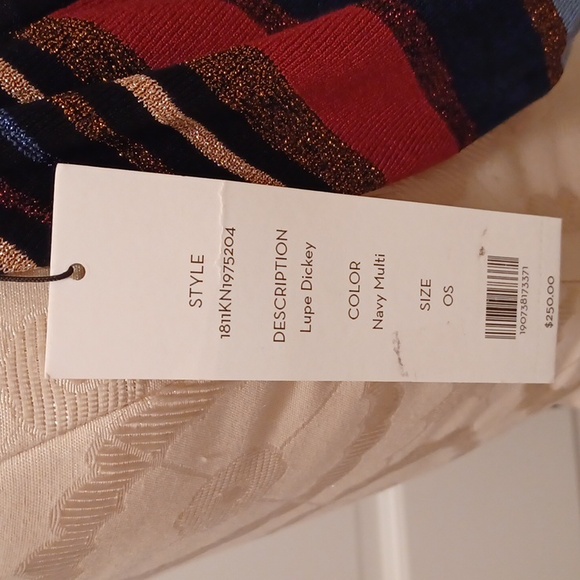 STYLE
1811KN1975204
DESCRIPTION
Lupe Dickey
COLOR
Navy Multi
SIZE
OS
190738173371
$250.00